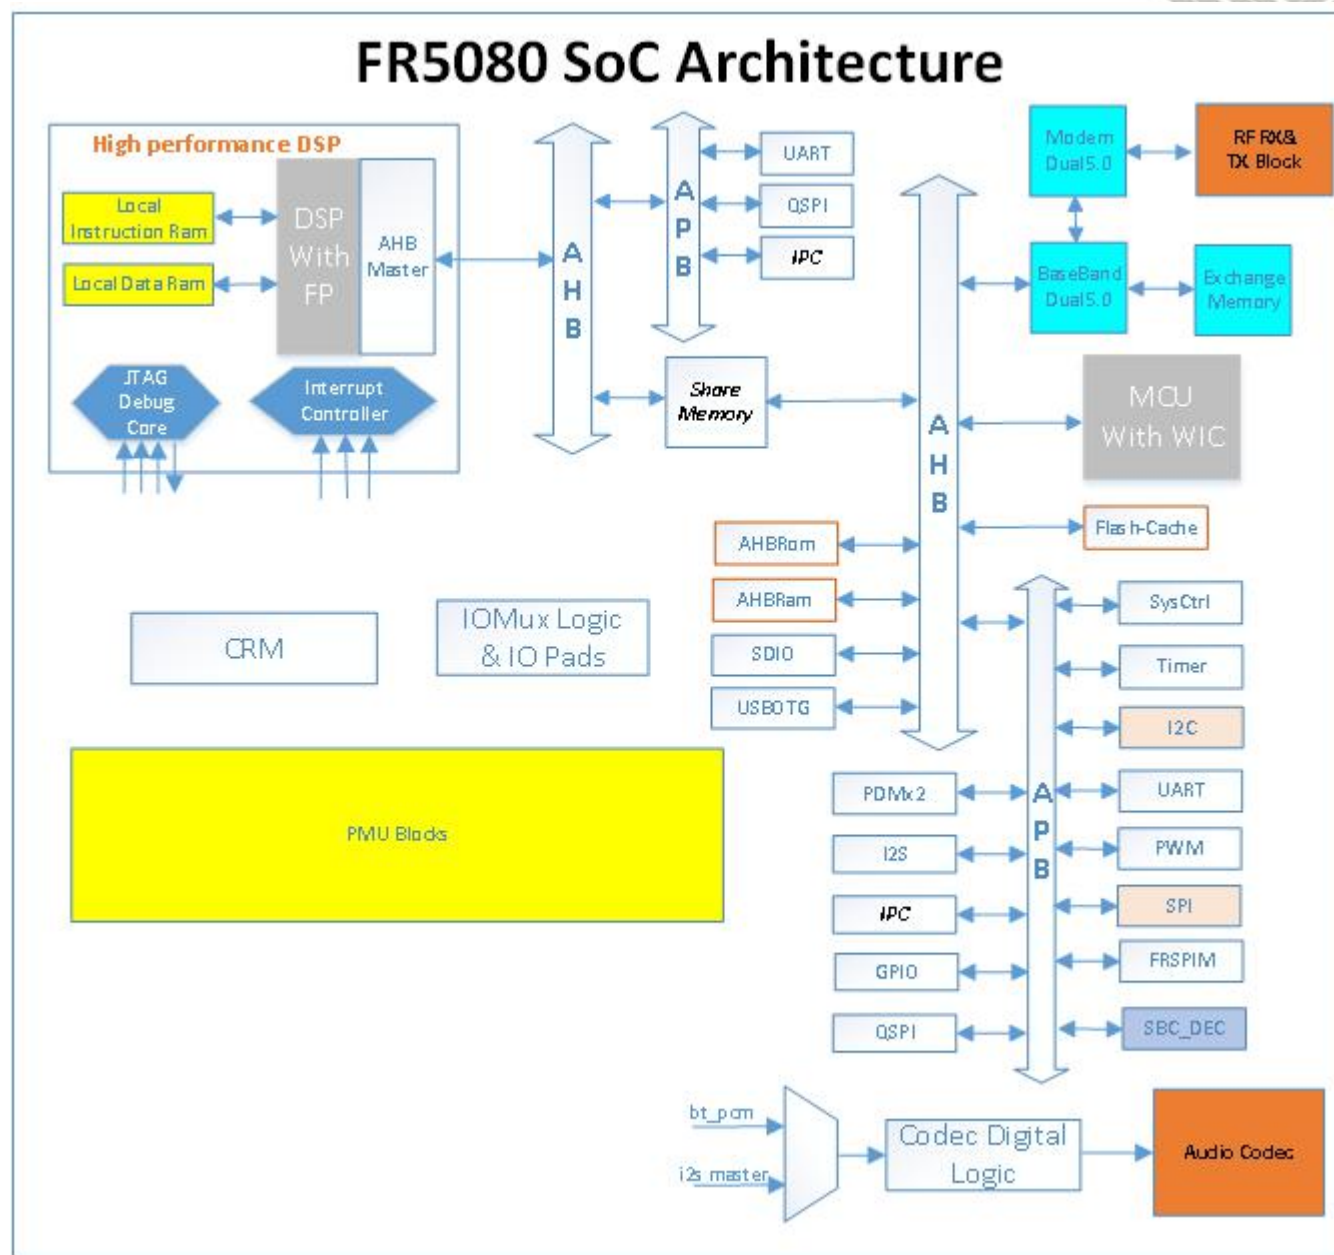 FR5080 SoC Architecture
High performance DSP
Local
Instruction Ram
Local Data Ram
DSP
With
FP
AHB
Master
JTAG
Debug
Core
Interrupt
Controller
A
H
B
A
P
B
UART
QSPI
IPC
Share
Memory
A
H
B
Modem
Dual5.0
RF RX&
TX Block
BaseBand
Dual5.0
Exchange
Memory
MCU
With WIC
Flash-Cache
AHBRom
AHBRam
SDIO
USBOTG
CRM
IOMux Logic
& IO Pads
PMU Blocks
A
P
B
SysCtrl
Timer
I2C
UART
PWM
SPI
FRSPIM
SBC_DEC
PDMx2
I2S
IPC
GPIO
QSPI
bt_pcm
i2s master
Codec Digital
Logic
Audio Codec